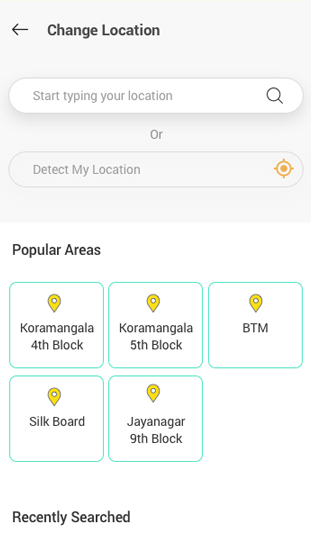 Change Location
Start typing your location
Or
Detect My Location
Popular Areas
Koramangala
4th Block
Koramangala
5th Block
BTM
Silk Board
Jayanagar
9th Block
Recently Searched